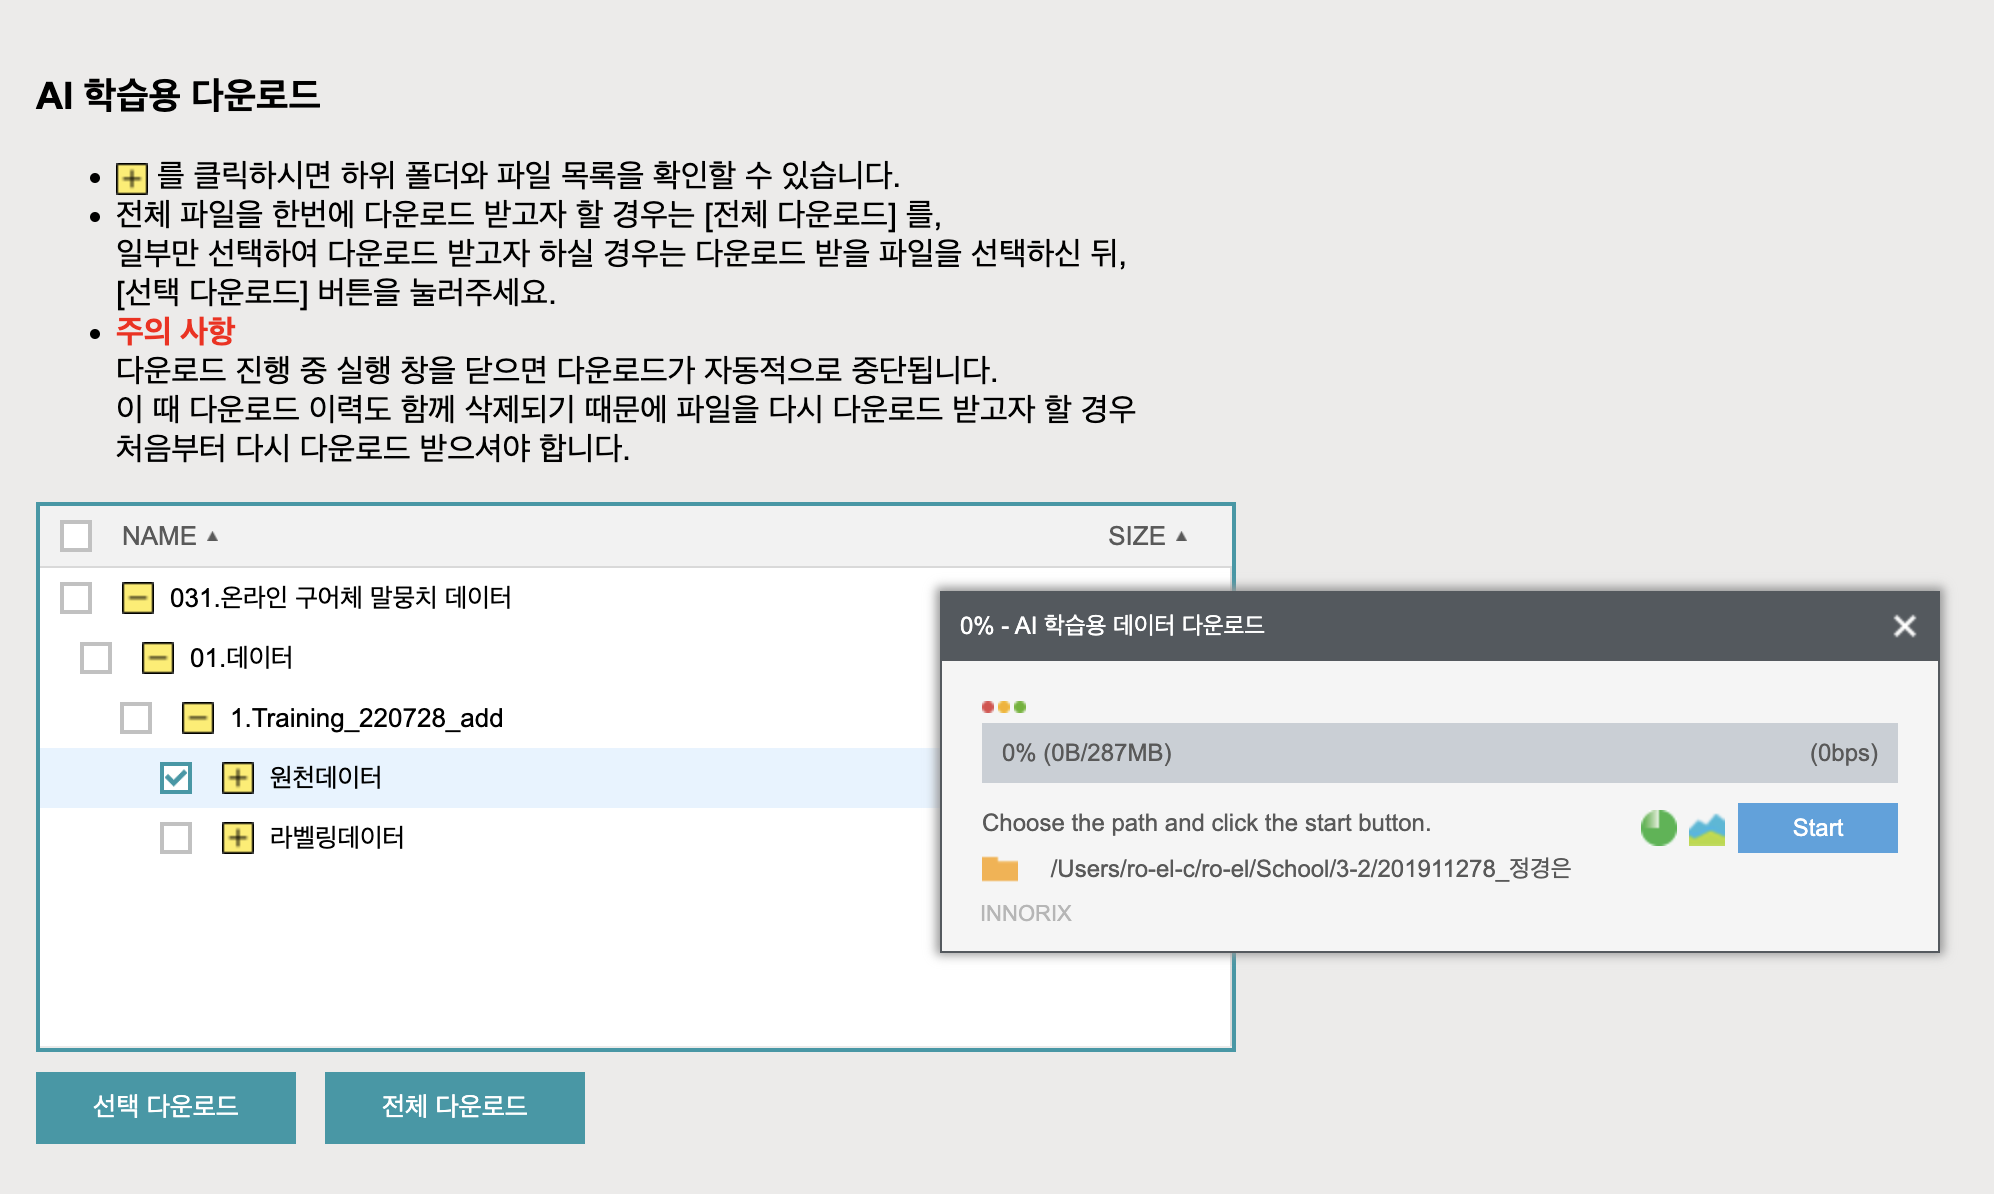 AI 학습용 다운로드
를 클릭하시면 하위 폴더와 파일 목록을 확인할 수 있습니다.
전체 파일을 한번에 다운로드 받고자 할 경우는 [전체 다운로드] 를,
일부만 선택하여 다운로드 받고자 하실 경우는 다운로드 받을 파일을 선택하신 뒤,
[선택 다운로드] 버튼을 눌러주세요.
주의 사항
다운로드 진행 중 실행 창을 닫으면 다운로드가 자동적으로 중단됩니다.
이 때 다운로드 이력도 함께 삭제되기 때문에 파일을 다시 다운로드 받고자 할 경우
처음부터 다시 다운로드 받으셔야 합니다.
NAME ▲ SIZE ▲
031.온라인 구어체 말뭉치 데이터
01.데이터
1.Training_220728_add
원천데이터
라벨링데이터
0% - AI 학습용 데이터 다운로드
0% (0B/287MB) (0bps)
Choose the path and click the start button.
Start
/Users/ro-el-c/ro-el/School/3-2/201911278_정경은
INNORIX
선택 다운로드 전체 다운로드